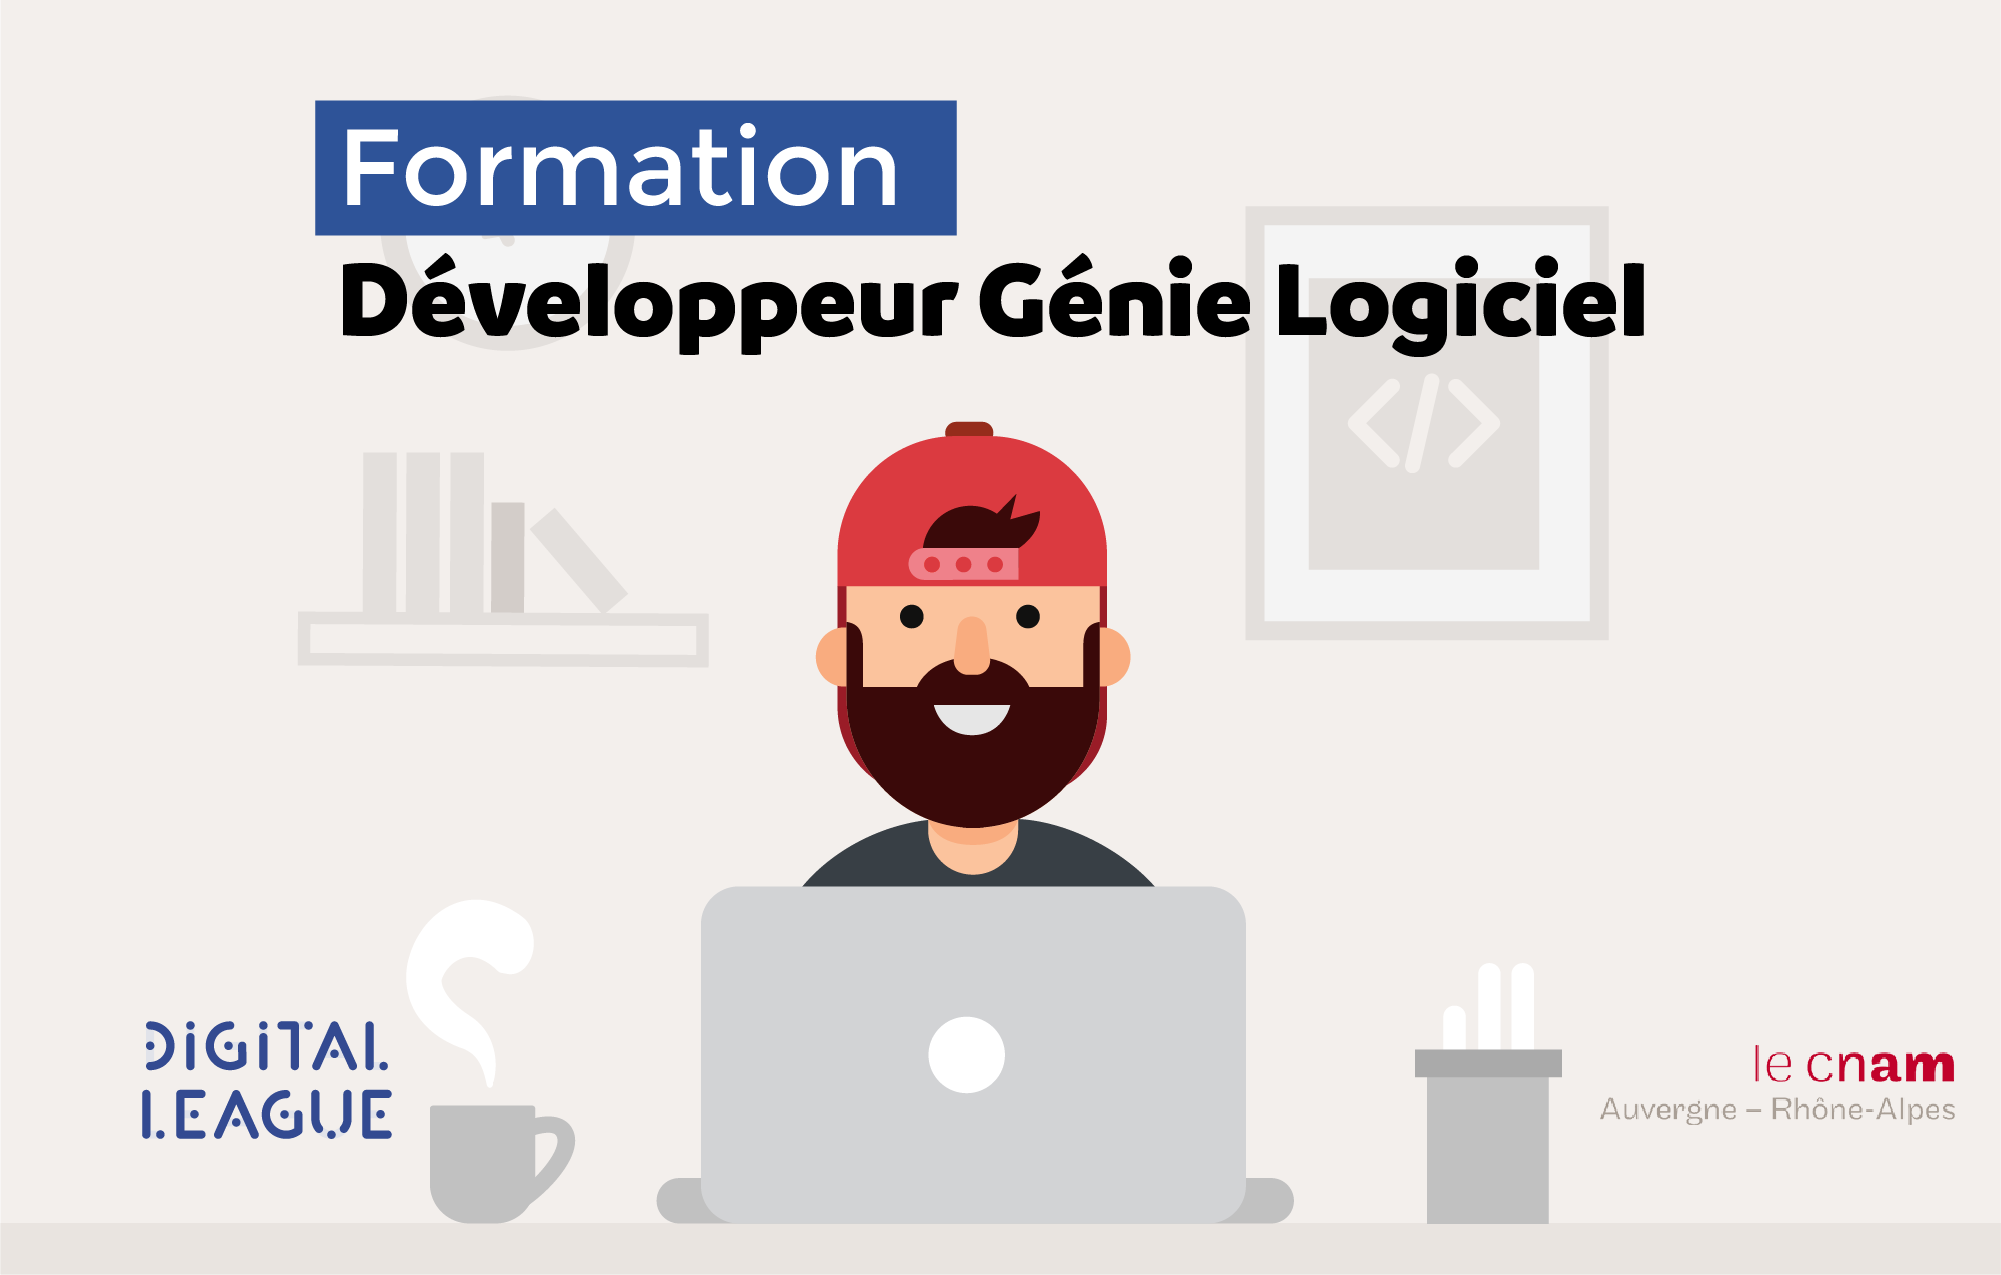 Formation
Développeur Génie Logiciel
</>
DIGITAL
LEAGUE
le cnam
Auvergne – Rhône-Alpes